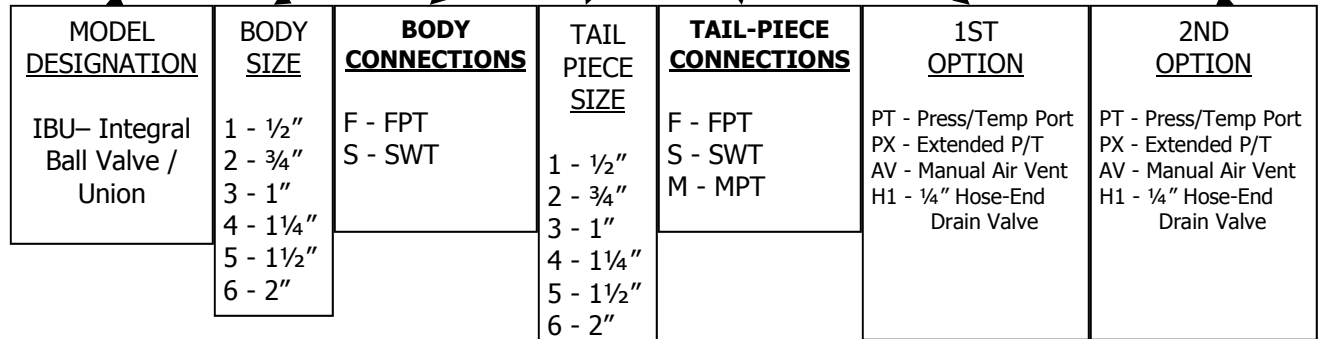 MODEL
DESIGNATION
IBU– Integral
Ball Valve /
Union
BODY
SIZE
1 - ½"
2 - ¾"
3 - 1"
4 - 1¼"
5 - 1½"
6 - 2"
BODY
CONNECTIONS
F - FPT
S - SWT
TAIL
PIECE
SIZE
1 - ½"
2 - ¾"
3 - 1"
4 - 1¼"
5 - 1½"
6 - 2"
TAIL-PIECE
CONNECTIONS
F - FPT
S - SWT
M - MPT
1ST
OPTION
PT - Press/Temp Port
PX - Extended P/T
AV - Manual Air Vent
H1 - ¼" Hose-End
Drain Valve
2ND
OPTION
PT - Press/Temp Port
PX - Extended P/T
AV - Manual Air Vent
H1 - ¼" Hose-End
Drain Valve